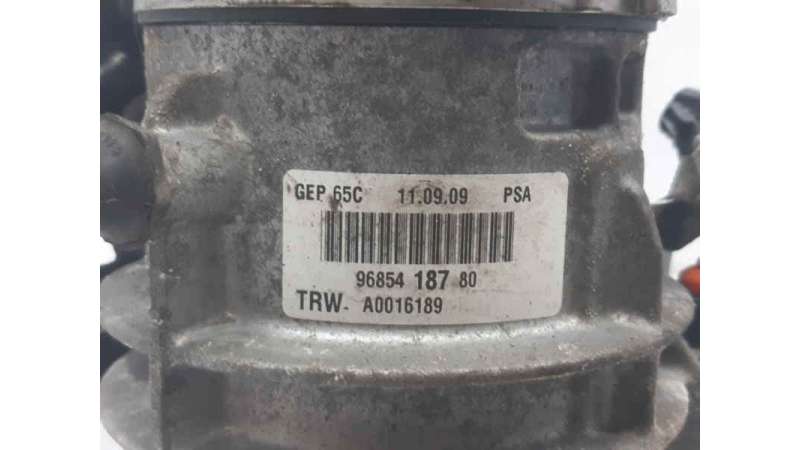 GEP 65C 11.09.09 PSA
96854 187 80
TRW- A0016189